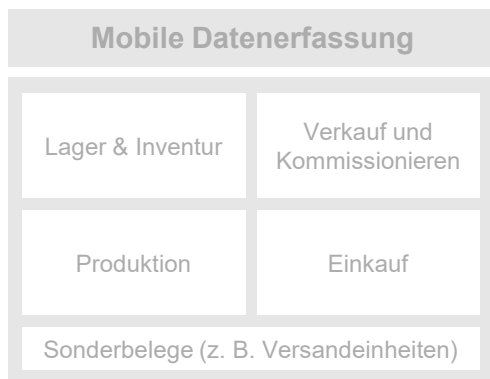 Mobile Datenerfassung
Lager & Inventur
Verkauf und
Kommissionieren
Produktion
Einkauf
Sonderbelege (z. B. Versandeinheiten)